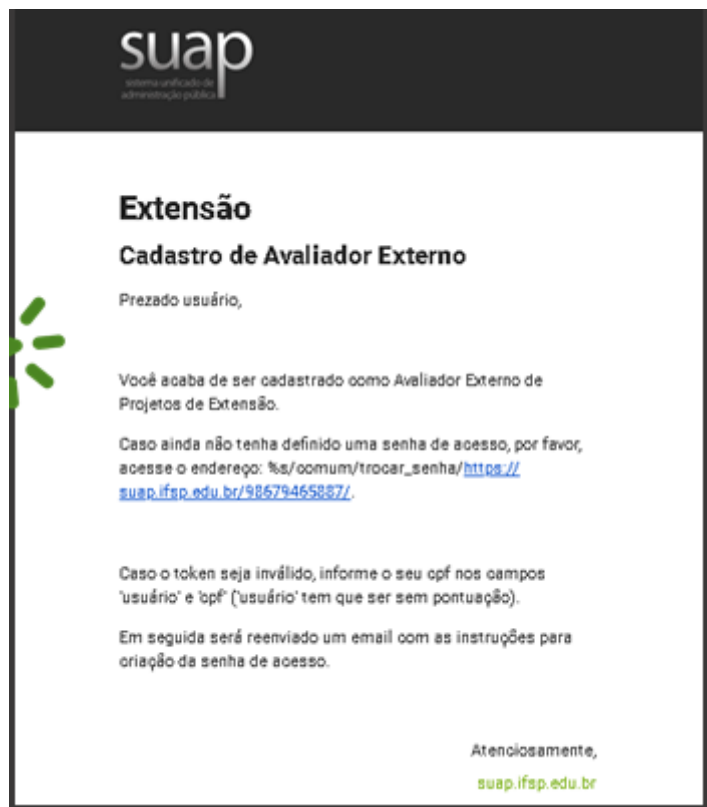 suap
sistema unificado de
administração pública
Extensão
Cadastro de Avaliador Externo
Prezado usuário,
Você acaba de ser cadastrado como Avaliador Externo de
Projetos de Extensão.
Caso ainda não tenha definido uma senha de acesso, por favor,
acesse o endereço: %s/comum/trocar_senha/https://
suap.ifsp.edu.br/98679465887/.
Caso o token seja inválido, informe o seu cpf nos campos
'usuário' e 'cpf' ('usuário' tem que ser sem pontuação).
Em seguida será reenviado um email com as instruções para
criação da senha de acesso.
Atenciosamente,
suap.ifsp.edu.br